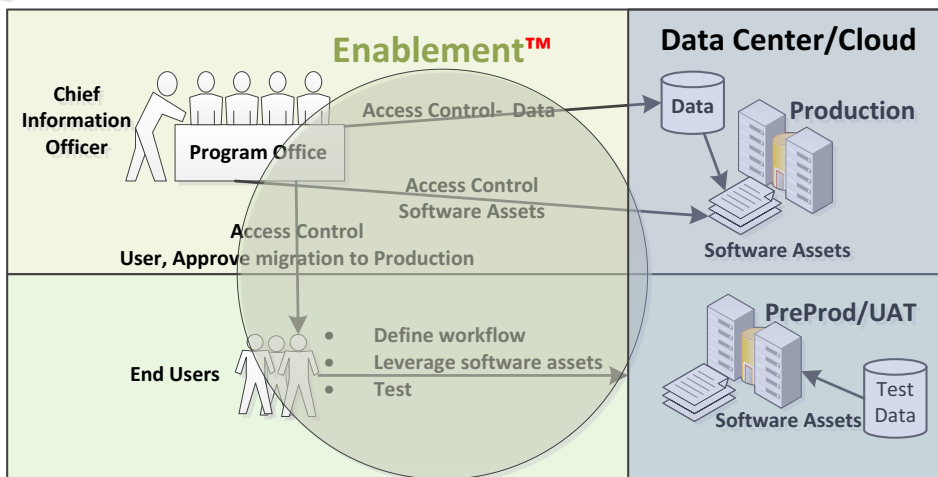 Enablement™
Data Center/Cloud
Chief
Information
Officer
Program Office
Access Control-  Data
Data
Production
Access Control
Software Assets
Software Assets
Access Control
User, Approve migration to Production
PreProd/UAT
End Users
• Define workflow
• Leverage software assets
• Test
Software Assets
Test
Data